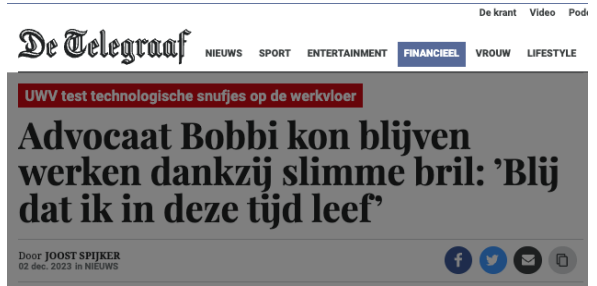 De krant Video
De Telegraaf
NIEUWS SPORT ENTERTAINMENT FINANCIEEL VROUW LIFESTYLE
UWV test technologische snufjes op de werkvloer
Advocaat Bobbi kon blijven
werken dankzij slimme bril: ’Blij
dat ik in deze tijd leef’
Door JOOST SPIJKER
02 dec. 2023 in NIEUWS